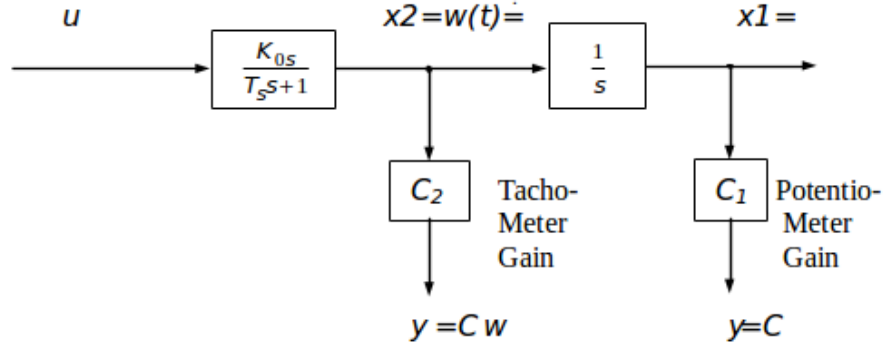 u
x2=w(t)=
x1=
K0s
Tss+1
1
s
C2
Tacho-
Meter
Gain
C1
Potentio-
Meter
Gain
y =C w
y=C